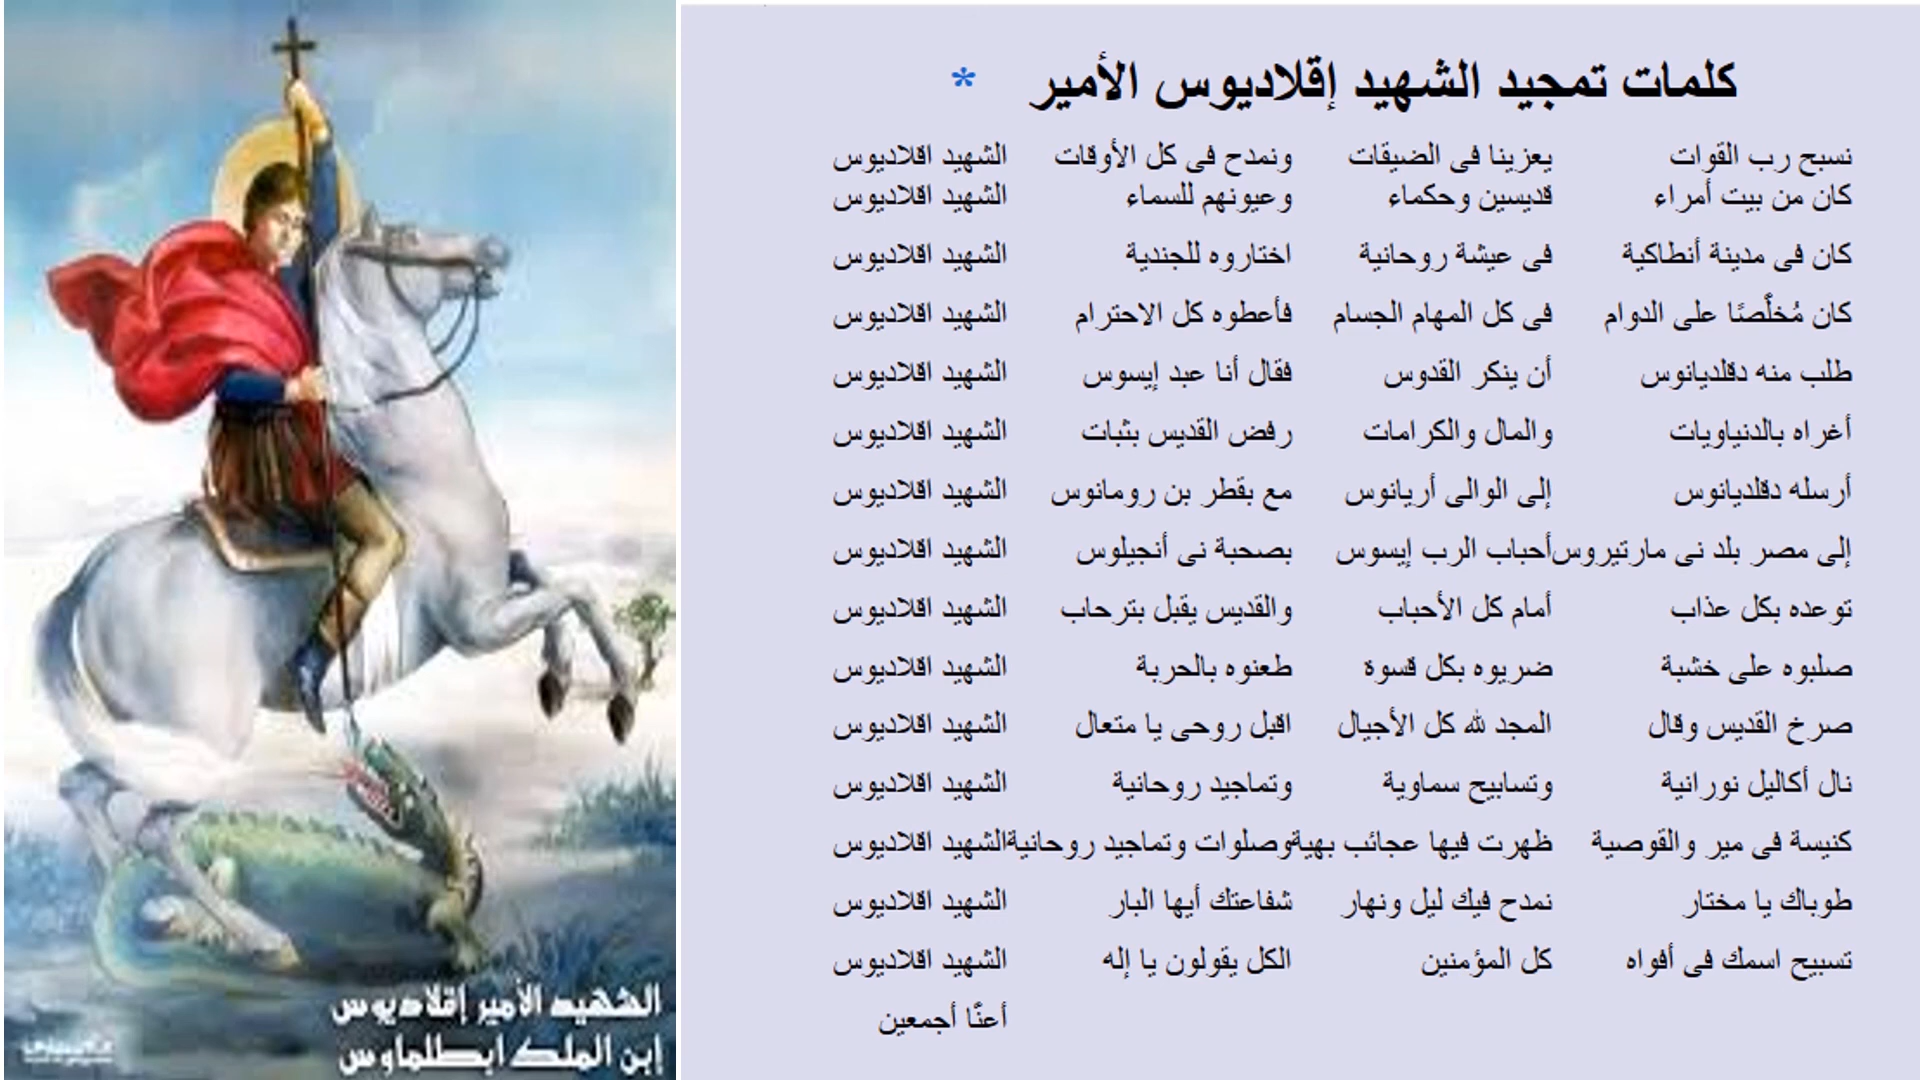 كلمات تمجيد الشهيد إقلاديوس الأمير *
نسبح رب القوات يعزينا فى الضيقات ونمدح فى كل الأوقات الشهيد اقلاديوس
كان من بيت أمراء قديسين وحكماء وعيونهم للسماء الشهيد اقلاديوس
كان فى مدينة أنطاكية فى عيشة روحانية اختاروه للجندية الشهيد اقلاديوس
كان مُخلَّصًا على الدوام فى كل المهام الجسام فأعطوه كل الاحترام الشهيد اقلاديوس
طلب منه دقلديانوس أن ينكر القدوس فقال أنا عبد إيسوس الشهيد اقلاديوس
أغراه بالدنياويات والمال والكرامات رفض القديس بثبات الشهيد اقلاديوس
أرسله دقلديانوس إلى الوالى أريانوس مع بقطر بن رومانوس الشهيد اقلاديوس
إلى مصر بلد نى مارتيروس أحباب الرب إيسوس بصحبة نى أنجيلوس الشهيد اقلاديوس
توعده بكل عذاب أمام كل الأحباب والقديس يقبل بترحاب الشهيد اقلاديوس
صلبوه على خشبة ضريوه بكل قسوة طعنوه بالحربة الشهيد اقلاديوس
صرخ القديس وقال المجد لله كل الأجيال اقبل روحى يا متعال الشهيد اقلاديوس
نال أكاليل نورانية وتسابيح سماوية وتماجيد روحانية الشهيد اقلاديوس
كنيسة فى مير والقوصية ظهرت فيها عجائب بهية وصلوات وتماجيد روحانية الشهيد اقلاديوس
طوباك يا مختار نمدح فيك ليل ونهار شفاعتك أيها البار الشهيد اقلاديوس
تسبيح اسمك فى أفواه كل المؤمنين الكل يقولون يا إله الشهيد اقلاديوس
أعنَّا أجمعين
الشهيد الأمير إقلاديوس
إبن الملك ابطلماوس